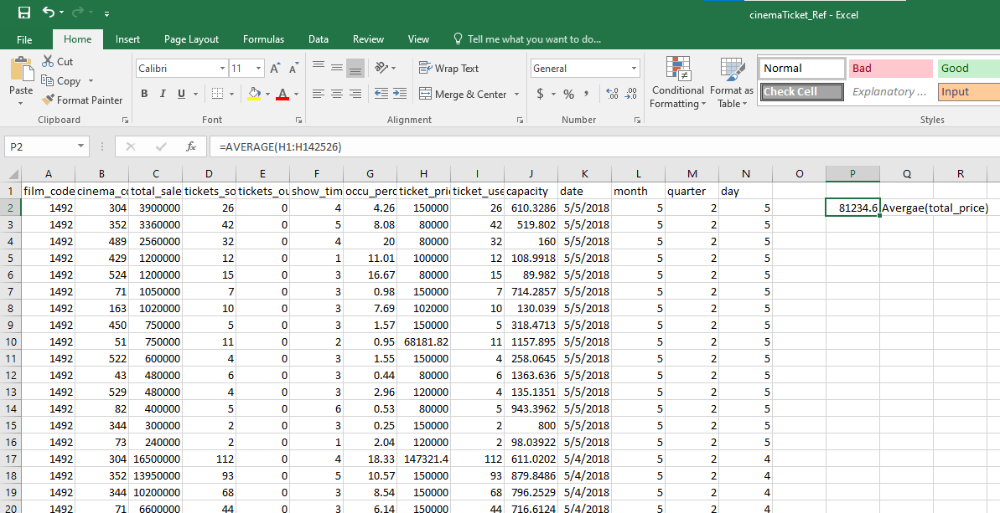 cinemaTicket_Ref - Excel
File Home Insert Page Layout Formulas Data Review View Tell me what you want to do...
Paste
Cut
Copy
Format Painter
Calibri 11 A A
B I U A
Wrap Text
Merge & Center
General
$ % ,
Conditional Formatting
Format as Table
Normal Bad Good
Check Cell Explanatory ... Input
Clipboard Font Alignment Number Styles
P2 fx =AVERAGE(H1:H142526)
A B C D E F G H I J K L M N O P Q R
1 film_code cinema_co total_sale tickets_so tickets_ou show_tim occu_perc ticket_pri ticket_use capacity date month quarter day
2 1492 304 3900000 26 0 4 4.26 150000 26 610.3286 5/5/2018 5 2 5 81234.6 Avergae(total_price)
3 1492 352 3360000 42 0 5 8.08 80000 42 519.802 5/5/2018 5 2 5
4 1492 489 2560000 32 0 4 20 80000 32 160 5/5/2018 5 2 5
5 1492 429 1200000 12 0 1 11.01 100000 12 108.9918 5/5/2018 5 2 5
6 1492 524 1200000 15 0 3 16.67 80000 15 89.982 5/5/2018 5 2 5
7 1492 71 1050000 7 0 3 0.98 150000 7 714.2857 5/5/2018 5 2 5
8 1492 163 1020000 10 0 3 7.69 102000 10 130.039 5/5/2018 5 2 5
9 1492 450 750000 5 0 3 1.57 150000 5 318.4713 5/5/2018 5 2 5
10 1492 51 750000 11 0 2 0.95 68181.82 11 1157.895 5/5/2018 5 2 5
11 1492 522 600000 4 0 3 1.55 150000 4 258.0645 5/5/2018 5 2 5
12 1492 43 480000 6 0 3 0.44 80000 6 1363.636 5/5/2018 5 2 5
13 1492 529 480000 4 0 3 2.96 120000 4 135.1351 5/5/2018 5 2 5
14 1492 82 400000 5 0 6 0.53 80000 5 943.3962 5/5/2018 5 2 5
15 1492 344 300000 2 0 3 0.25 150000 2 800 5/5/2018 5 2 5
16 1492 73 240000 2 0 1 2.04 120000 2 98.03922 5/5/2018 5 2 5
17 1492 304 16500000 112 0 4 18.33 147321.4 112 611.0202 5/4/2018 5 2 4
18 1492 352 13950000 93 0 5 10.57 150000 93 879.8486 5/4/2018 5 2 4
19 1492 344 10200000 68 0 3 8.54 150000 68 796.2529 5/4/2018 5 2 4
20 1492 71 6600000 44 0 3 6.14 150000 44 716.6124 5/4/2018 5 2 4